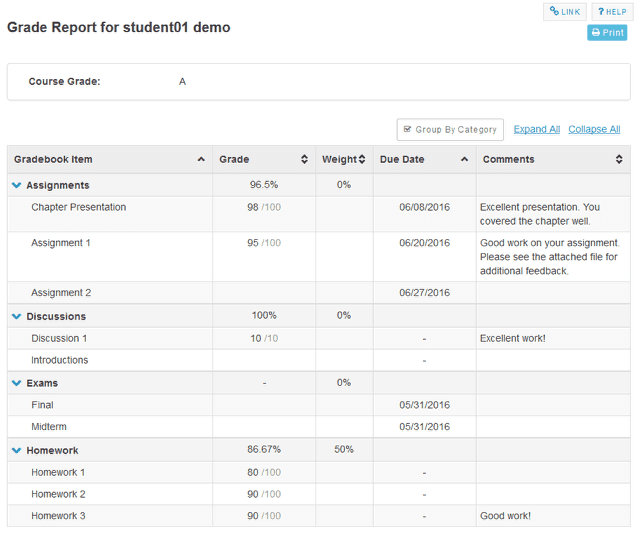 LINK
? HELP
Grade Report for student01 demo
Print
Course Grade: A
Group By Category Expand All Collapse All
Gradebook Item Grade Weight Due Date Comments
Assignments 96.5% 0%
Chapter Presentation 98 /100 06/08/2016 Excellent presentation. You
covered the chapter well.
Assignment 1 95 /100 06/20/2016 Good work on your assignment.
Please see the attached file for
additional feedback.
Assignment 2 06/27/2016
Discussions 100% 0%
Discussion 1 10 /10 - Excellent work!
Introductions -
Exams - 0%
Final 05/31/2016
Midterm 05/31/2016
Homework 86.67% 50%
Homework 1 80 /100 -
Homework 2 90 /100 -
Homework 3 90 /100 - Good work!